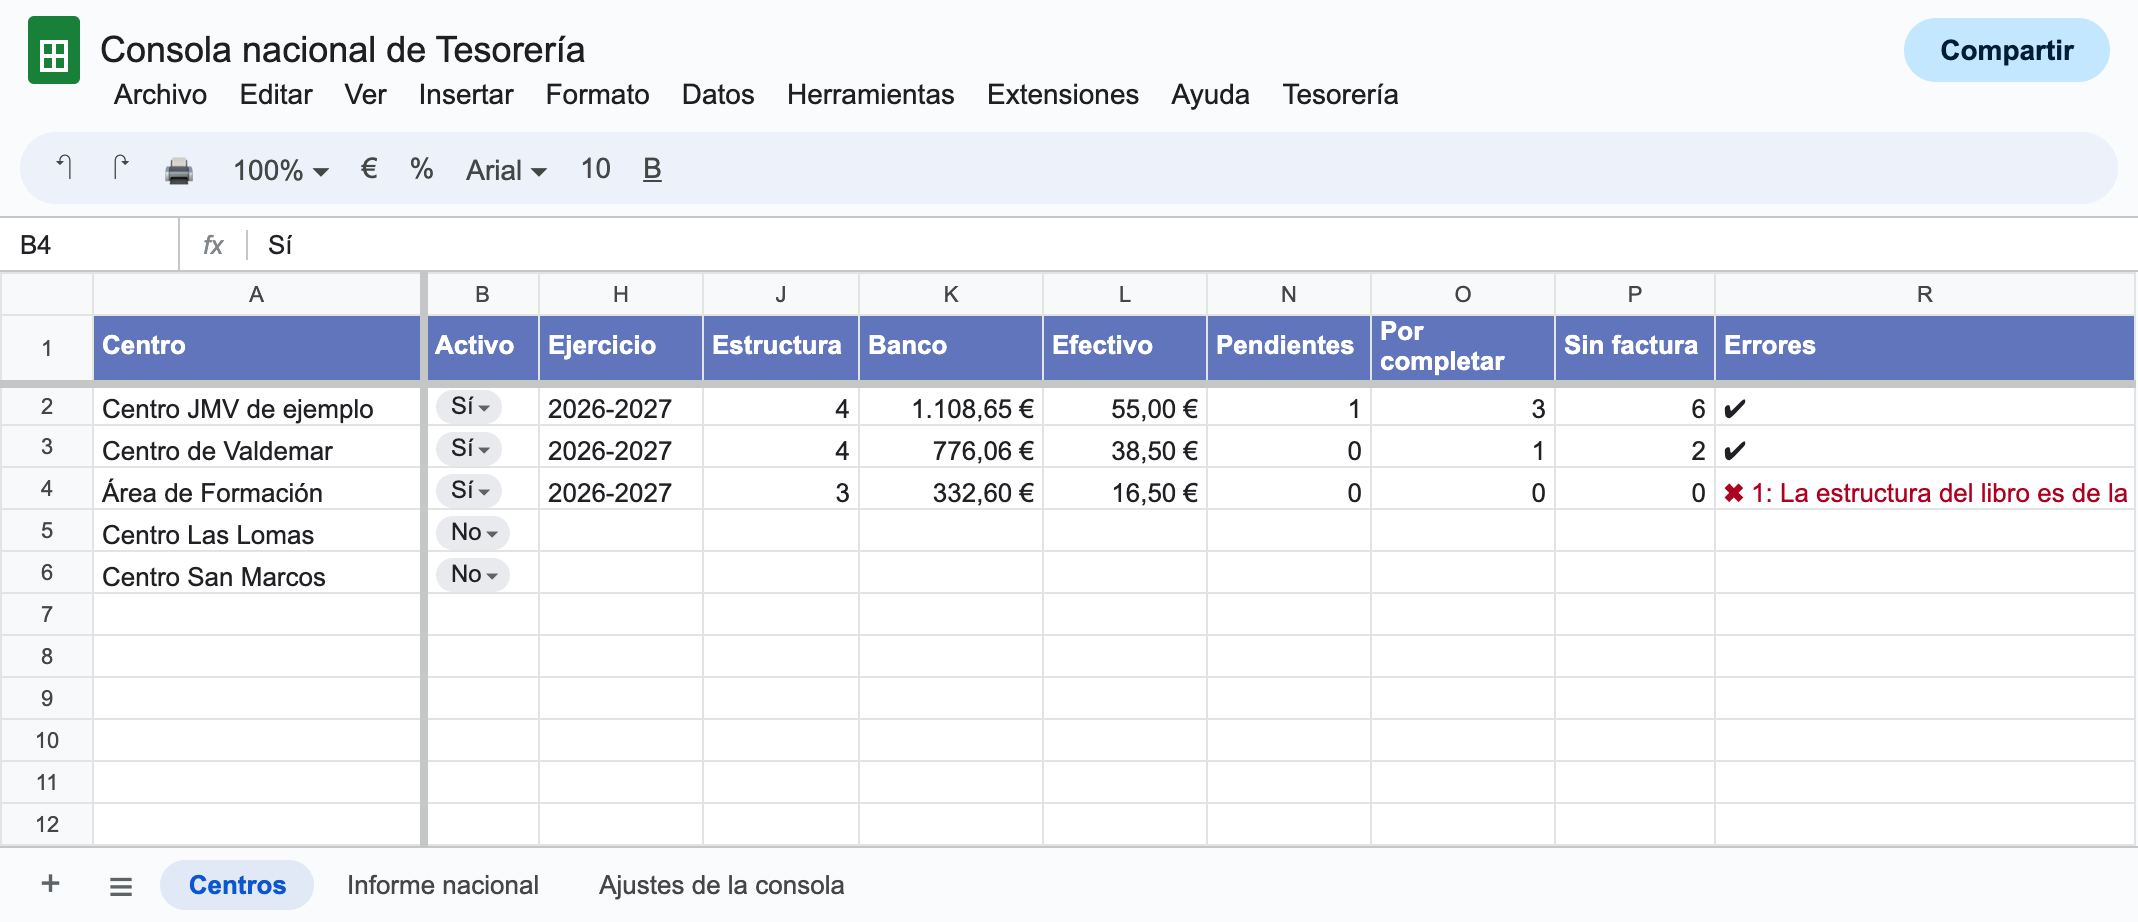 Consola nacional de Tesorería
Compartir
Archivo Editar Ver Insertar Formato Datos Herramientas Extensiones Ayuda Tesorería
100% € % Arial 10 B
B4 fx Sí
A B H J K L N O P R
1 Centro Activo Ejercicio Estructura Banco Efectivo Pendientes Por completar Sin factura Errores
2 Centro JMV de ejemplo Sí 2026-2027 4 1.108,65 € 55,00 € 1 3 6 ✔
3 Centro de Valdemar Sí 2026-2027 4 776,06 € 38,50 € 0 1 2 ✔
4 Área de Formación Sí 2026-2027 3 332,60 € 16,50 € 0 0 0 ✖ 1: La estructura del libro es de la
5 Centro Las Lomas No
6 Centro San Marcos No
7
8
9
10
11
12
+ ☰ Centros Informe nacional Ajustes de la consola